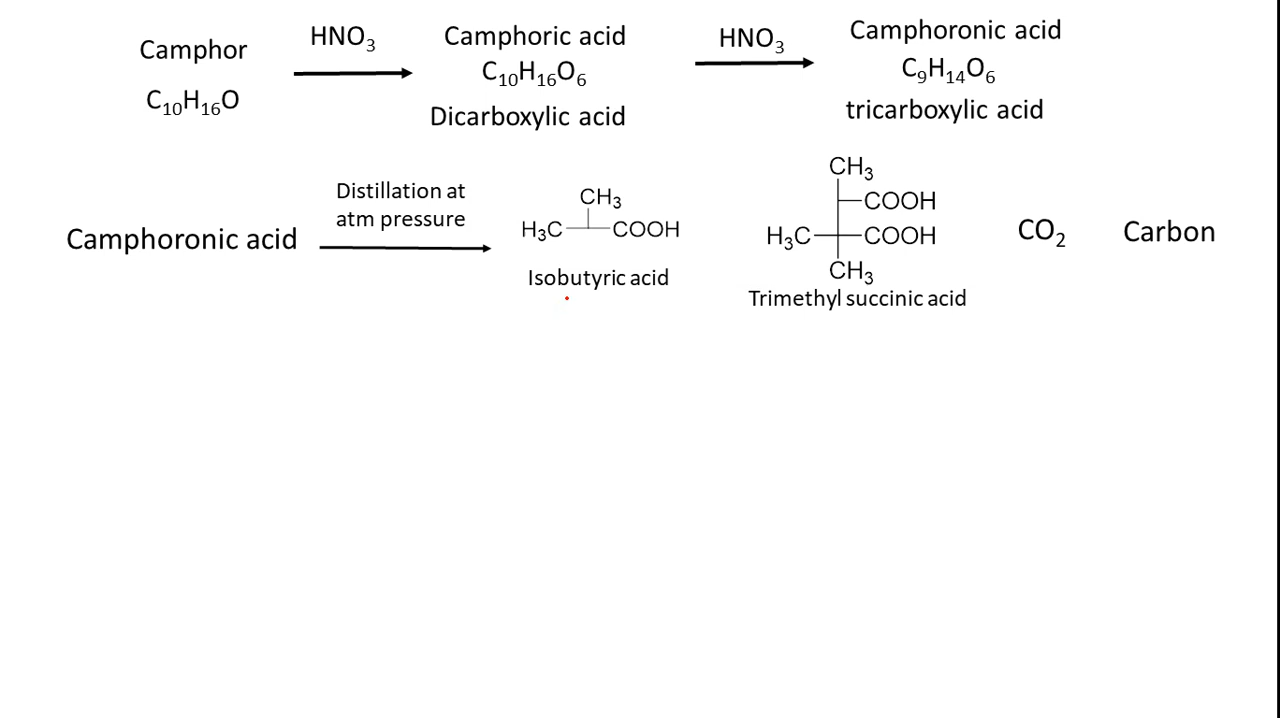 Camphor
C₁₀H₁₆O
HNO₃
Camphoric acid
C₁₀H₁₆O₆
Dicarboxylic acid
HNO₃
Camphoronic acid
C₉H₁₄O₆
tricarboxylic acid
Camphoronic acid
Distillation at
atm pressure
CH₃
H₃C COOH
Isobutyric acid
CH₃
COOH
H₃C COOH
CH₃
Trimethyl succinic acid
CO₂
Carbon